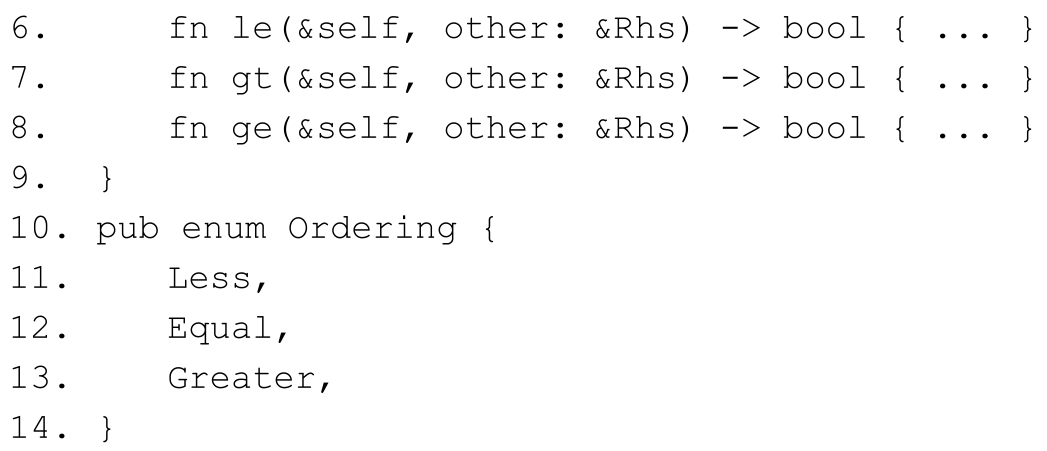 6.     fn le(&self, other: &Rhs) -> bool { ... }
7.     fn gt(&self, other: &Rhs) -> bool { ... }
8.     fn ge(&self, other: &Rhs) -> bool { ... }
9.  }
10. pub enum Ordering {
11.     Less,
12.     Equal,
13.     Greater,
14. }